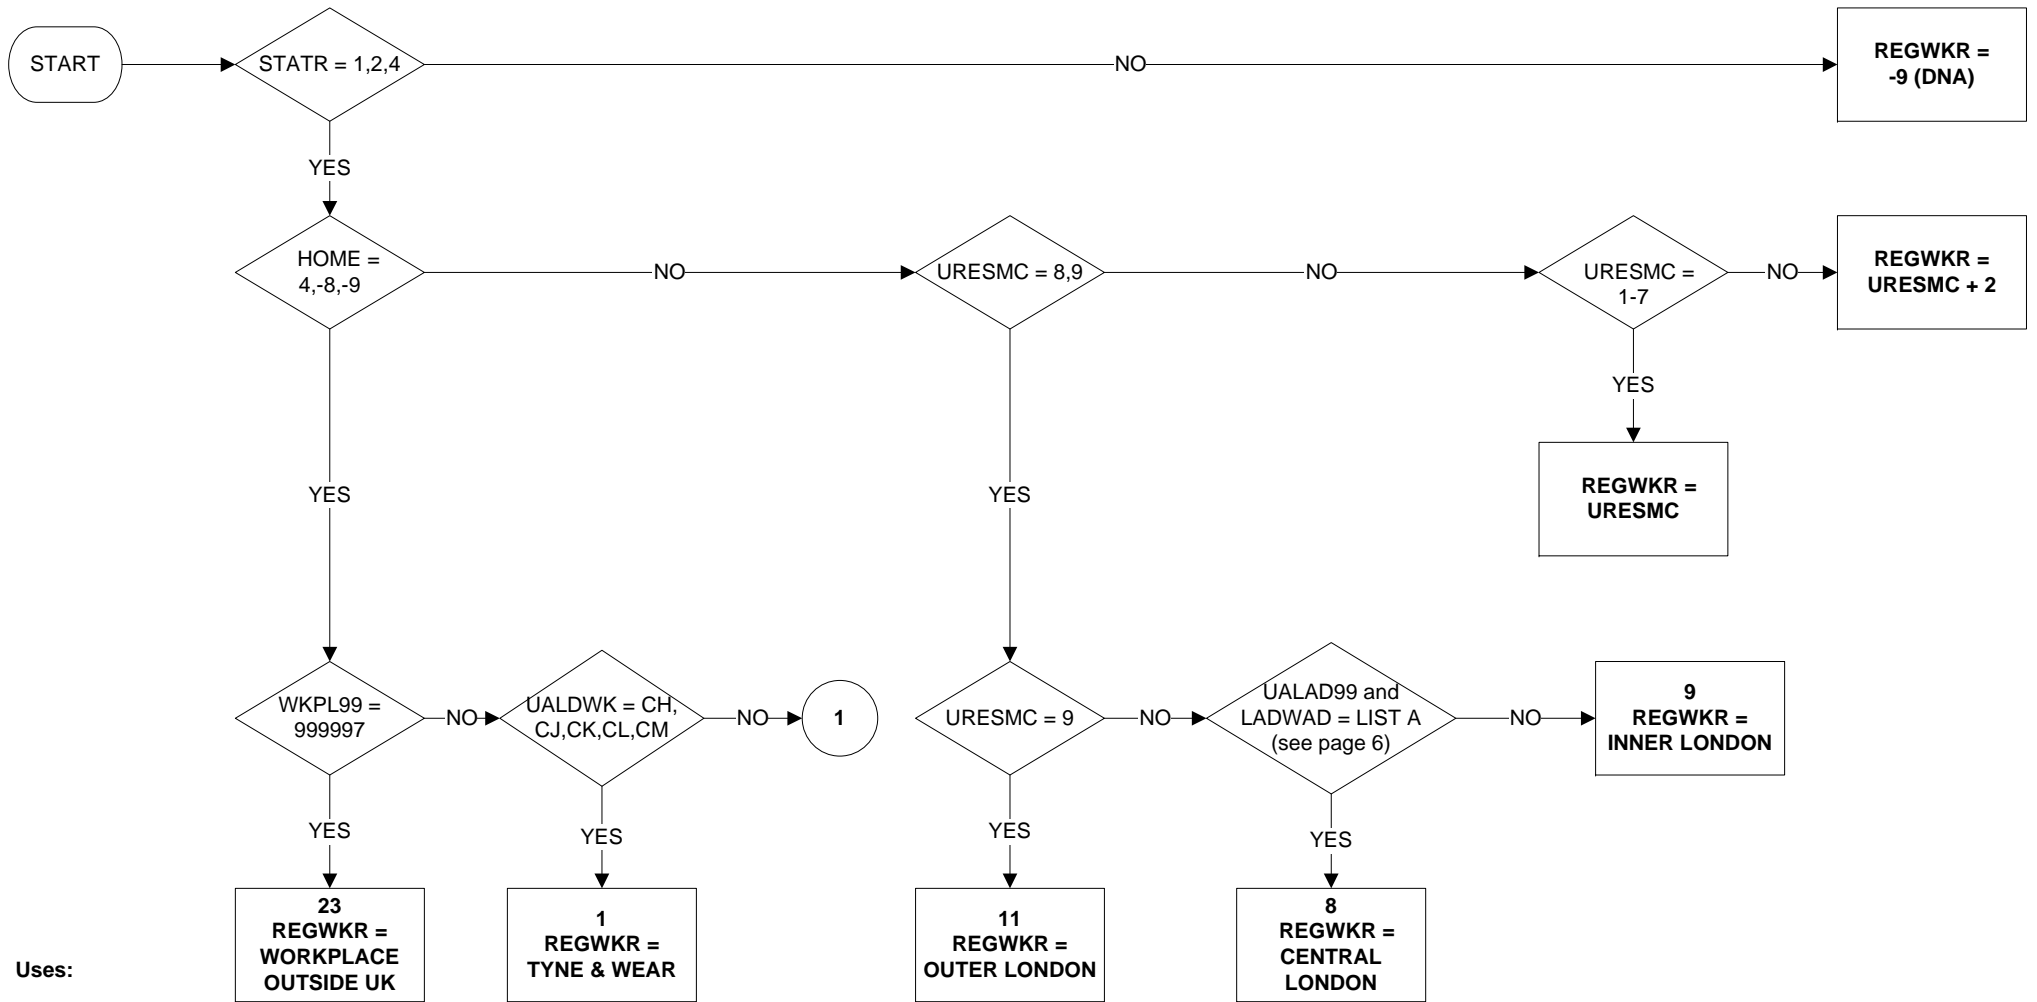 START
STATR = 1,2,4
NO
REGWKR =
-9 (DNA)
YES
HOME =
4,-8,-9
NO
URESMC = 8,9
NO
URESMC =
1-7
NO
REGWKR =
URESMC + 2
YES
REGWKR =
URESMC
YES
YES
WKPL99 =
999997
NO
UALDWK = CH,
CJ,CK,CL,CM
NO
1
URESMC = 9
NO
UALAD99 and
LADWAD = LIST A
(see page 6)
NO
9
REGWKR =
INNER LONDON
YES
YES
YES
YES
23
REGWKR =
WORKPLACE
OUTSIDE UK
1
REGWKR =
TYNE & WEAR
11
REGWKR =
OUTER LONDON
8
REGWKR =
CENTRAL
LONDON
Uses: